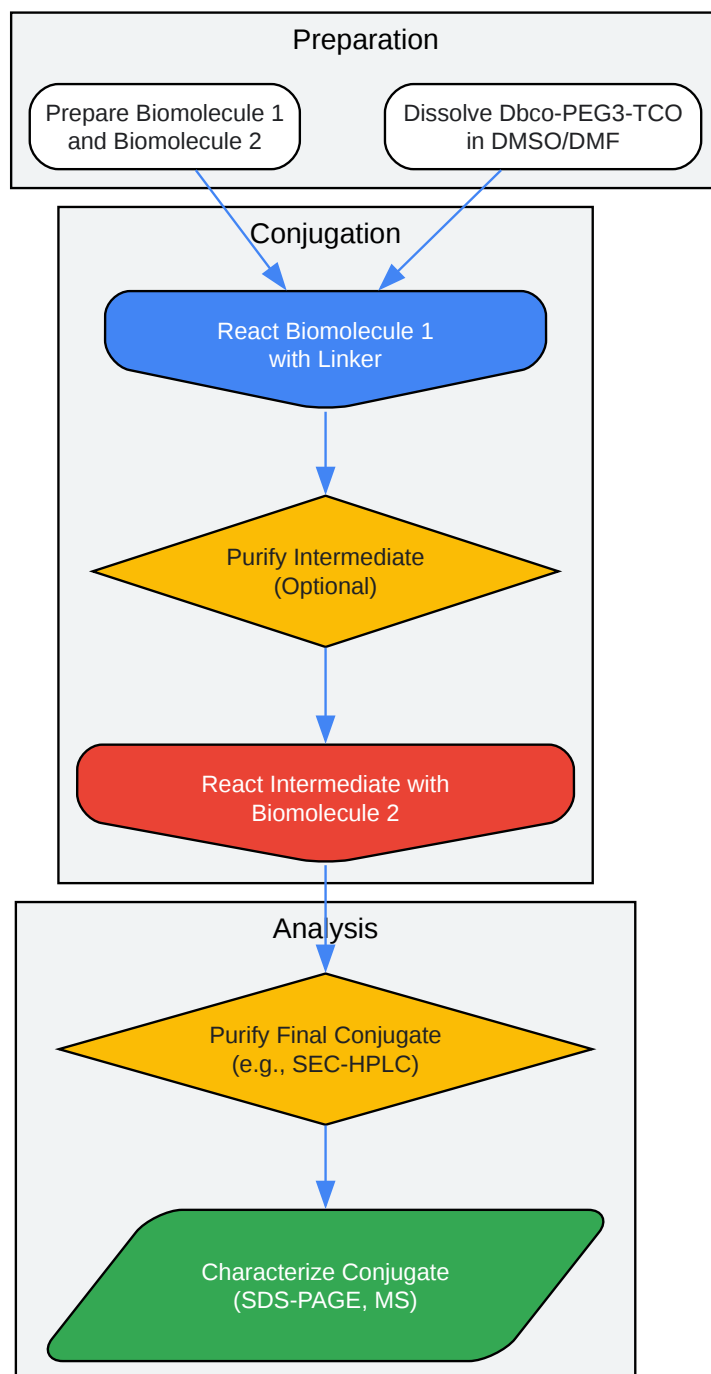 Preparation
Prepare Biomolecule 1
and Biomolecule 2
Dissolve Dbco-PEG3-TCO
in DMSO/DMF
Conjugation
React Biomolecule 1
with Linker
Purify Intermediate
(Optional)
React Intermediate with
Biomolecule 2
Analysis
Purify Final Conjugate
(e.g., SEC-HPLC)
Characterize Conjugate
(SDS-PAGE, MS)